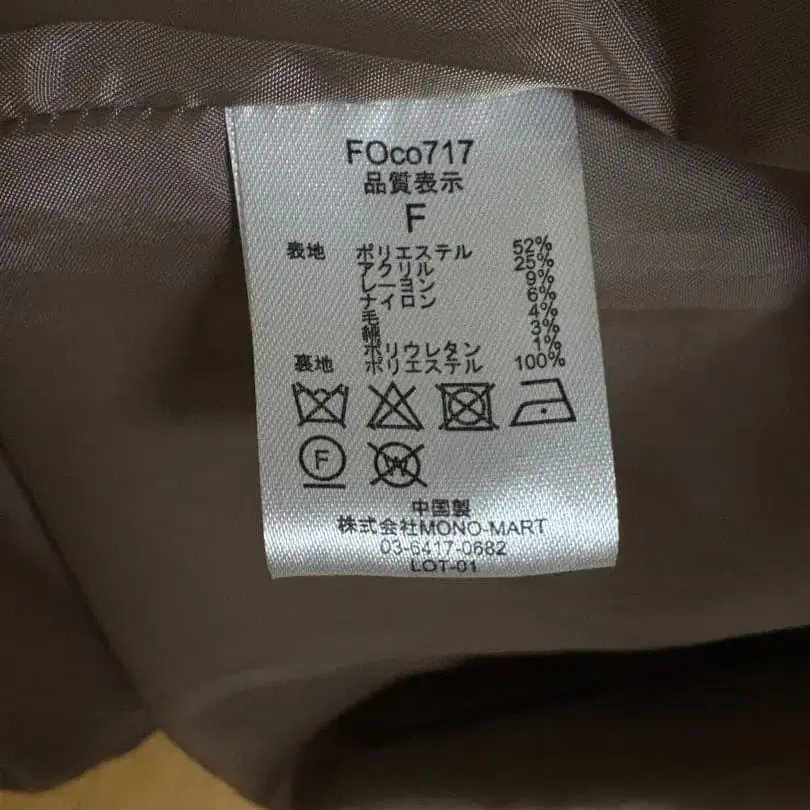 FOco717
品質表示
F
表地 ポリエステル 52%
アクリル 25%
レーヨン 9%
ナイロン 6%
毛 4%
綿 3%
ポリウレタン 1%
裏地 ポリエステル 100%
F
W
中国製
株式会社MONO-MART
03-6417-0682
LOT-01